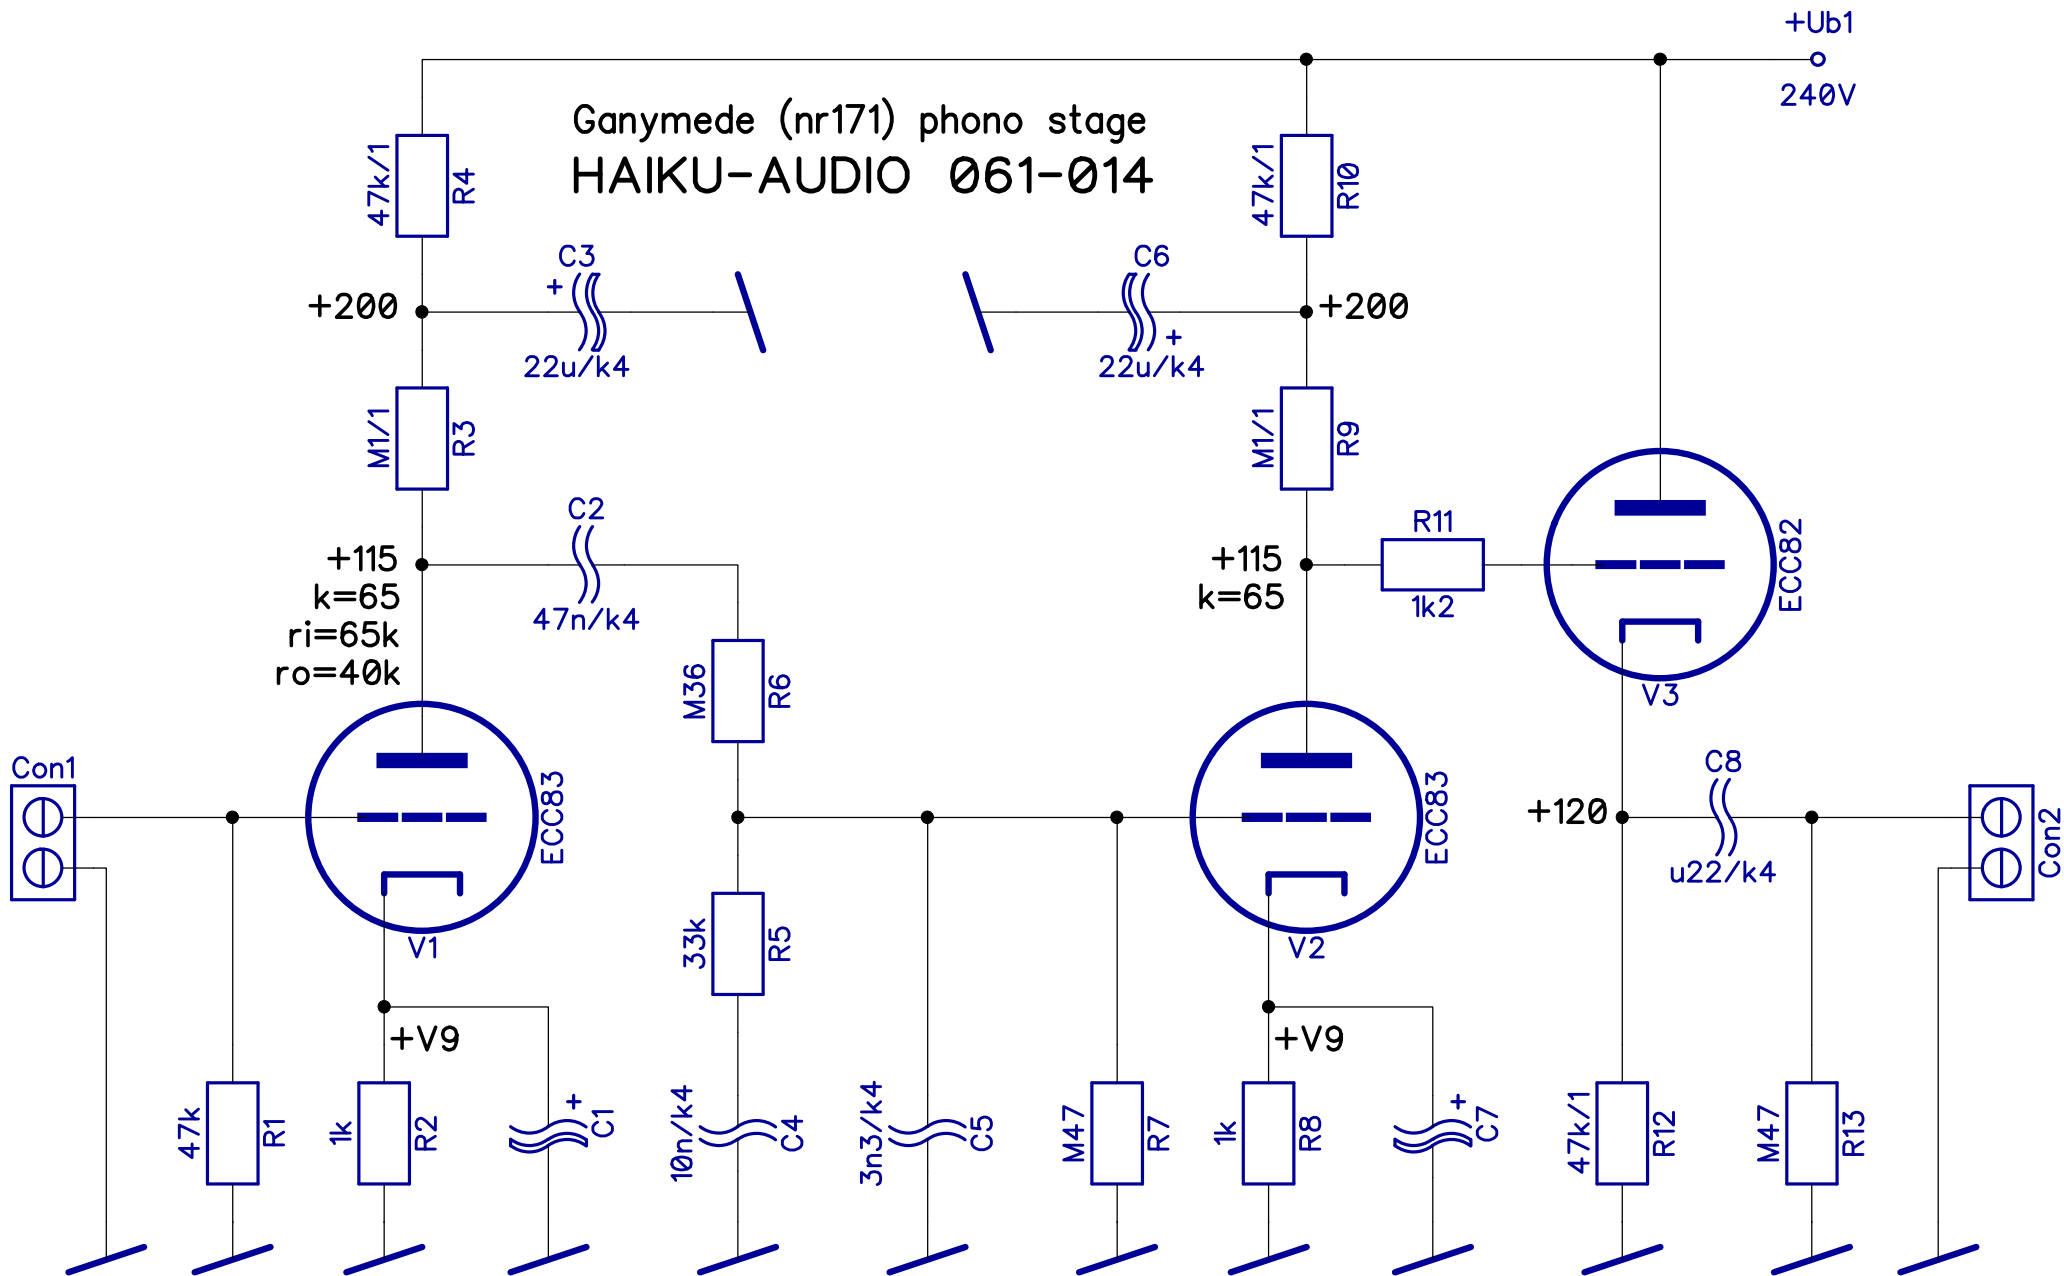 +Ub1
240V
Ganymede (nr171) phono stage
HAIKU-AUDIO 061-014
47k/1
R4
47k/1
R10
C3
+
22u/k4
+200
C6
+
22u/k4
+200
M1/1
R3
M1/1
R9
C2
47n/k4
+115
k=65
ri=65k
ro=40k
+115
k=65
R11
1k2
ECC82
V3
M36
R6
Con1
ECC83
V1
ECC83
V2
+120
C8
u22/k4
Con2
33k
R5
+V9
+V9
47k
R1
1k
R2
+
C1
10n/k4
C4
3n3/k4
C5
M47
R7
1k
R8
+
C7
47k/1
R12
M47
R13